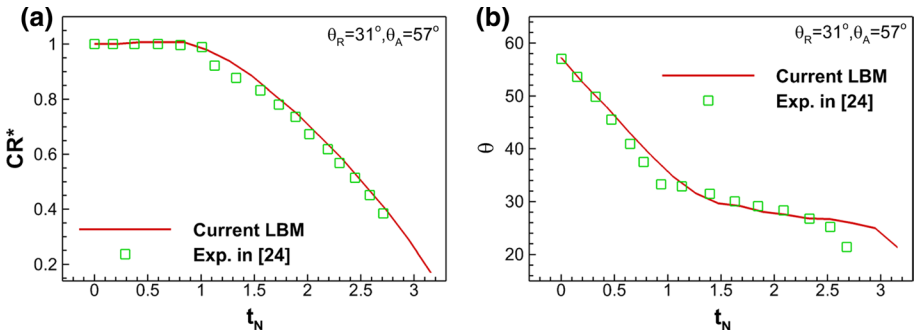 (a)
θR=31°,θA=57°
1
0.8
0.6
0.4
0.2
CR*
Current LBM
Exp. in [24]
0 0.5 1 1.5 2 2.5 3
tN
(b)
θR=31°,θA=57°
60
50
40
30
20
θ
Current LBM
Exp. in [24]
0 0.5 1 1.5 2 2.5 3
tN